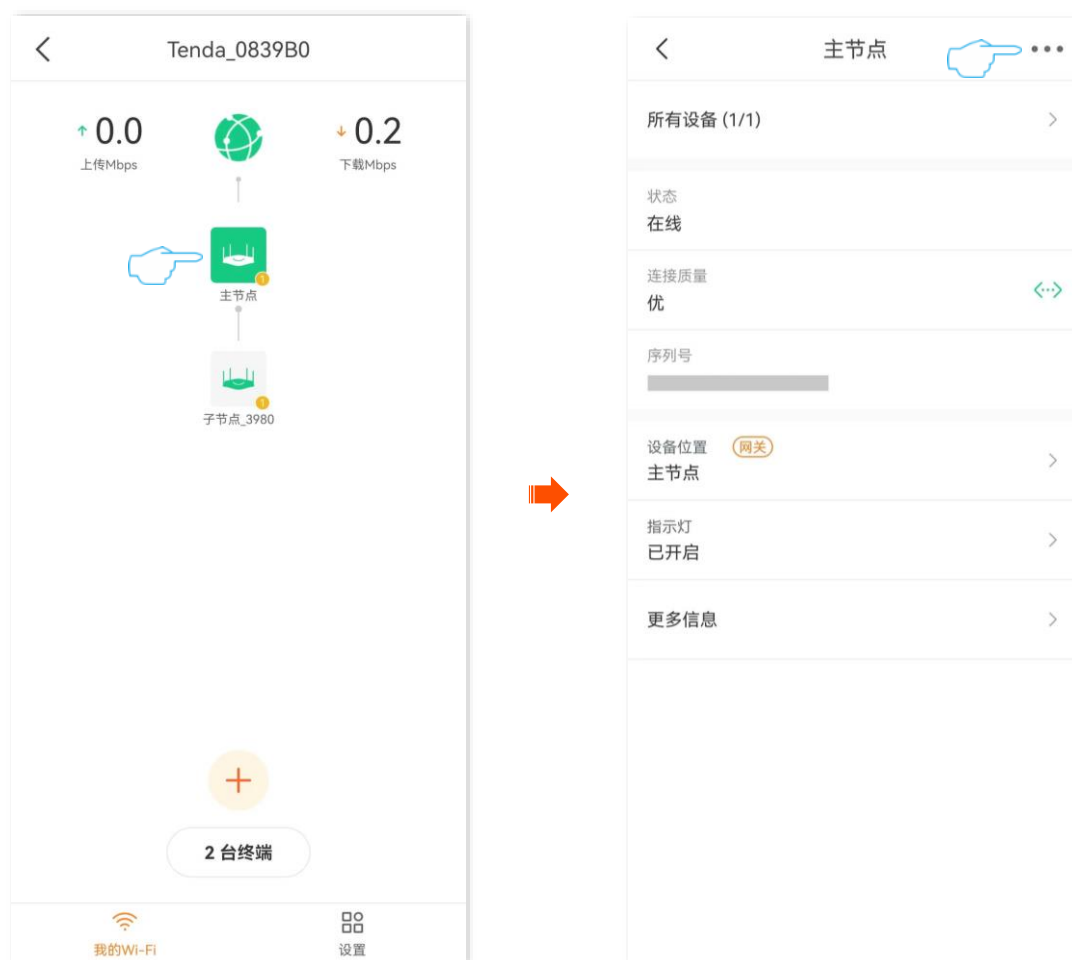 Tenda_0839B0
0.0
上传Mbps
0.2
下载Mbps
1
主节点
1
子节点_3980
2 台终端
我的Wi-Fi
设置
主节点
所有设备 (1/1)
状态
在线
连接质量
优
序列号
设备位置 网关
主节点
指示灯
已开启
更多信息